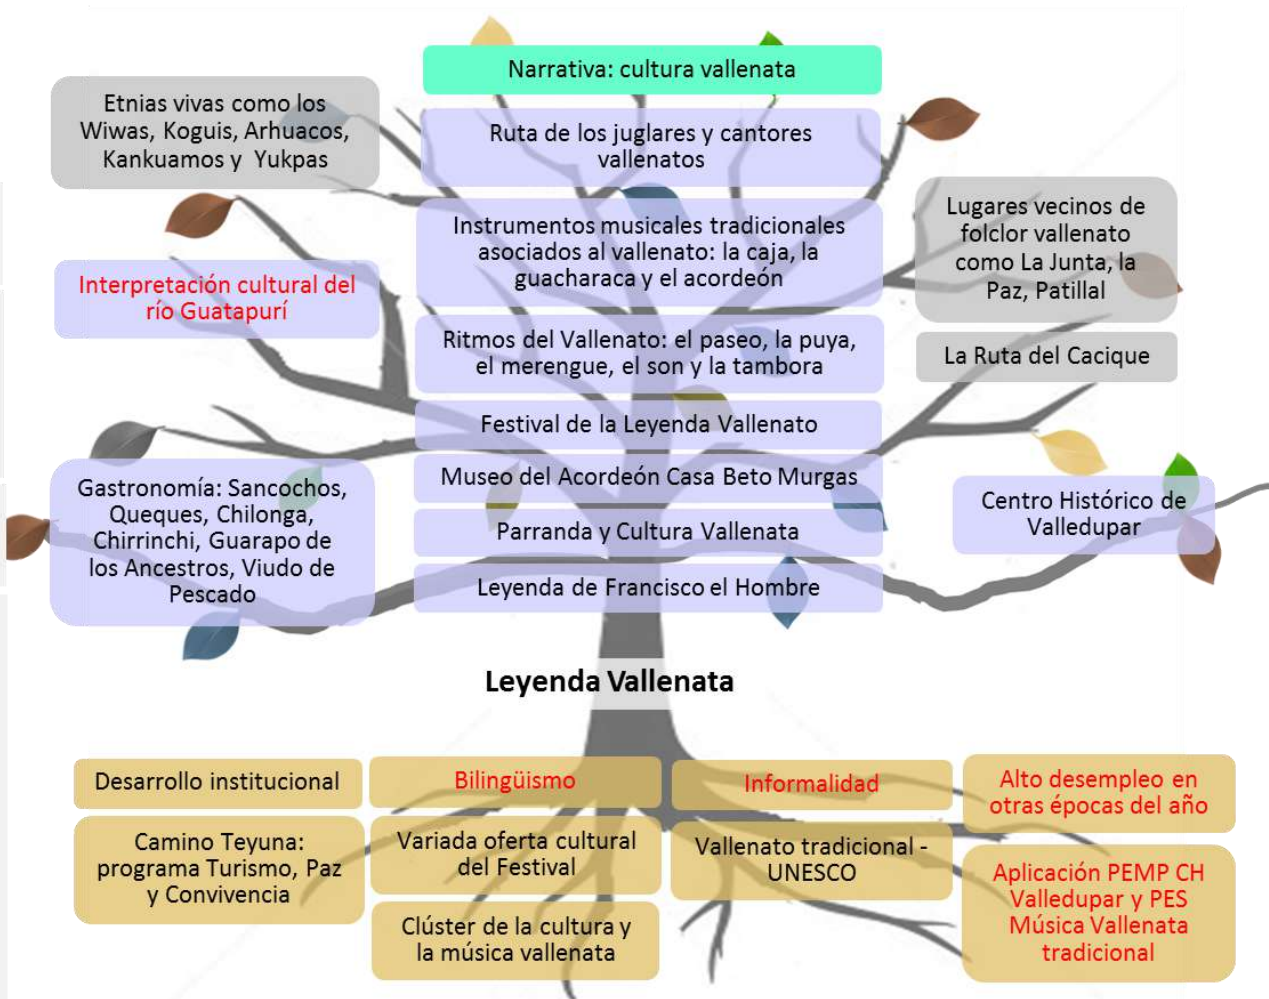 Narrativa: cultura vallenata
Etnias vivas como los
Wiwas, Koguis, Arhuacos,
Kankuamos y Yukpas
Ruta de los juglares y cantores
vallenatos
Instrumentos musicales tradicionales
asociados al vallenato: la caja, la
guacharaca y el acordeón
Lugares vecinos de
folclor vallenato
como La Junta, la
Paz, Patillal
Interpretación cultural del
río Guatapurí
Ritmos del Vallenato: el paseo, la puya,
el merengue, el son y la tambora
La Ruta del Cacique
Festival de la Leyenda Vallenato
Museo del Acordeón Casa Beto Murgas
Gastronomía: Sancochos,
Queques, Chilonga,
Chirrinchi, Guarapo de
los Ancestros, Viudo de
Pescado
Centro Histórico de
Valledupar
Parranda y Cultura Vallenata
Leyenda de Francisco el Hombre
Leyenda Vallenata
Desarrollo institucional
Bilingüismo
Informalidad
Alto desempleo en
otras épocas del año
Camino Teyuna:
programa Turismo, Paz
y Convivencia
Variada oferta cultural
del Festival
Vallenato tradicional -
UNESCO
Aplicación PEMP CH
Valledupar y PES
Música Vallenata
tradicional
Clúster de la cultura y
la música vallenata